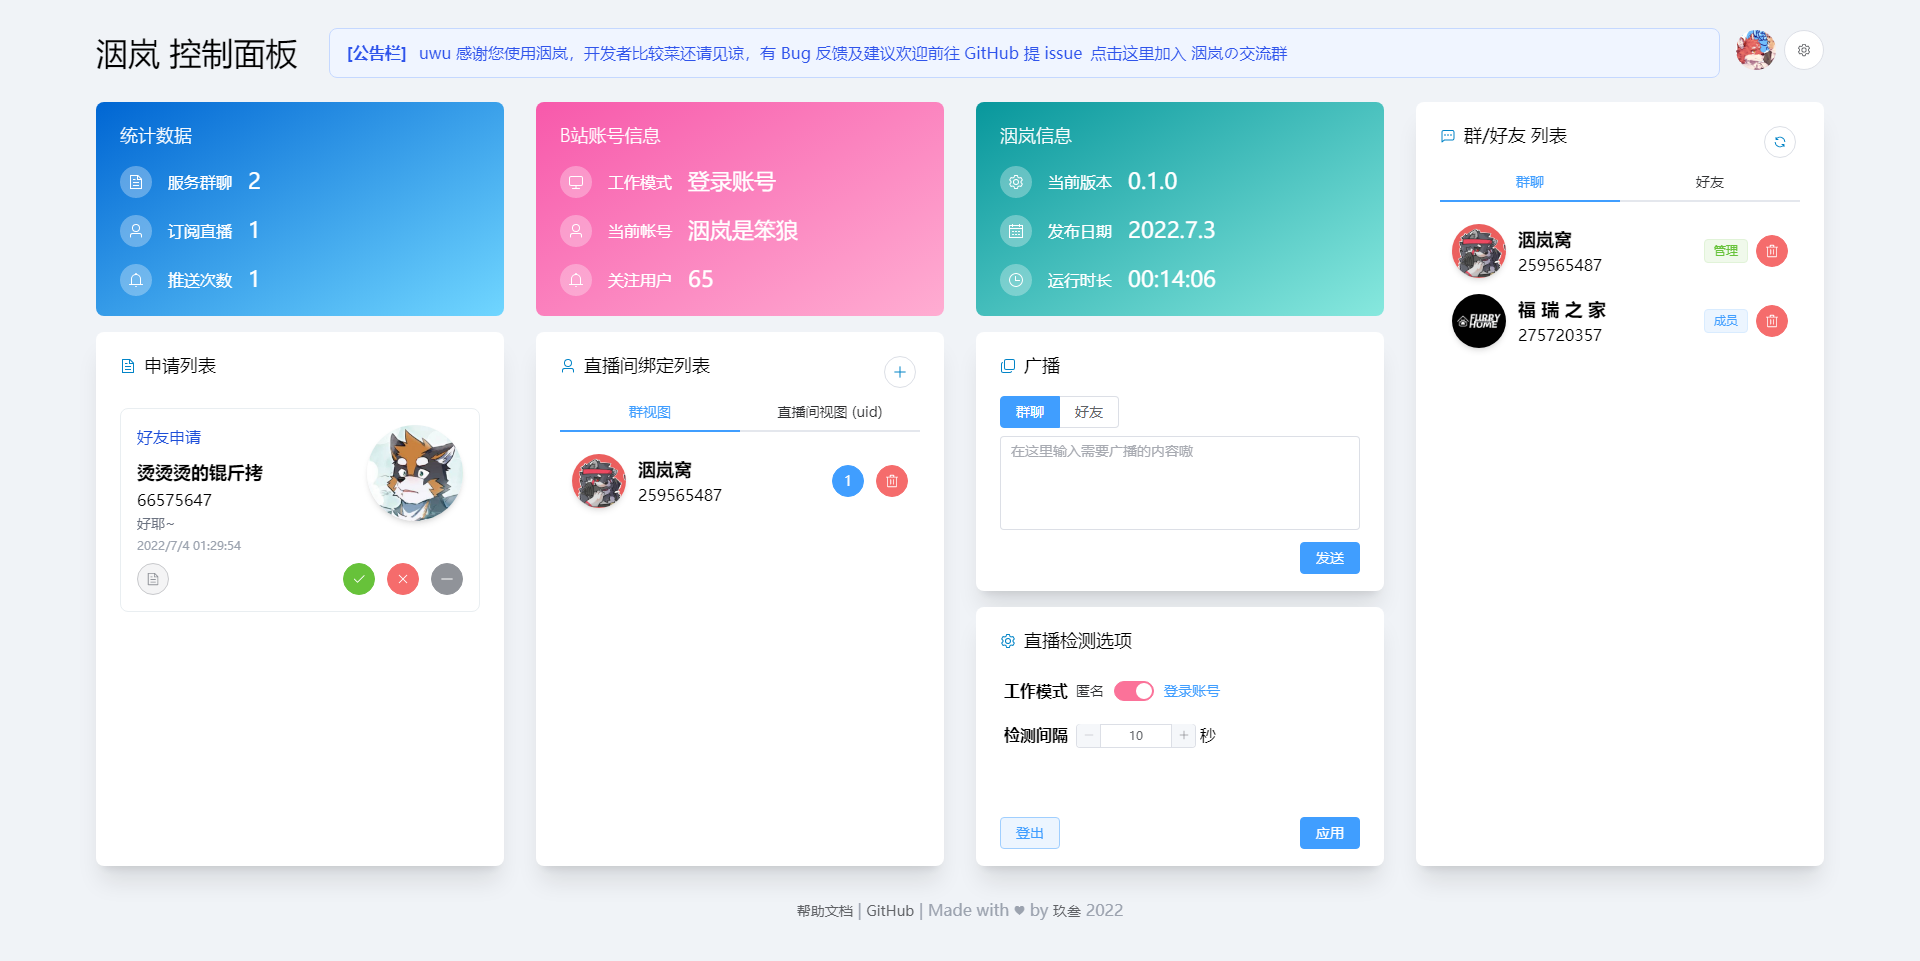 洇岚 控制面板
[公告栏] uwu 感谢您使用洇岚，开发者比较菜还请见谅，有 Bug 反馈及建议欢迎前往 GitHub 提 issue 点击这里加入 洇岚の交流群
统计数据
服务群聊 2
订阅直播 1
推送次数 1
B站账号信息
工作模式 登录账号
当前帐号 洇岚是笨狼
关注用户 65
洇岚信息
当前版本 0.1.0
发布日期 2022.7.3
运行时长 00:14:06
群/好友 列表
群聊 好友
洇岚窝
259565487
管理
FURRY HOME
福 瑞 之 家
275720357
成员
申请列表
好友申请
烫烫烫的锟斤拷
66575647
好耶~
2022/7/4 01:29:54
直播间绑定列表
群视图 直播间视图 (uid)
洇岚窝
259565487
1
广播
群聊 好友
在这里输入需要广播的内容嗷
发送
直播检测选项
工作模式 匿名 登录账号
检测间隔 − 10 + 秒
登出 应用
帮助文档 | GitHub | Made with ♥ by 玖叁 2022